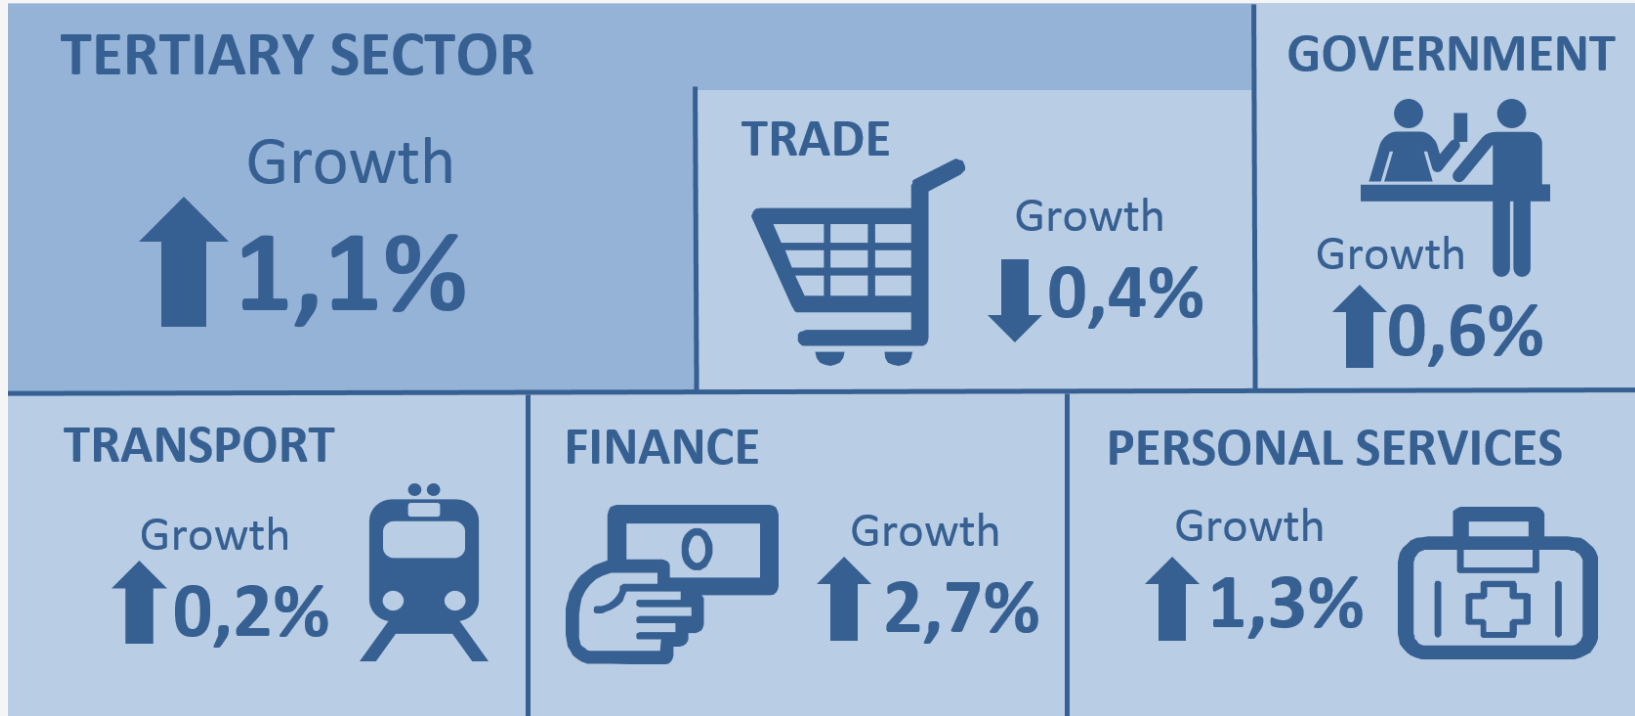 TERTIARY SECTOR
Growth
1,1%
TRADE
Growth
0,4%
GOVERNMENT
Growth
0,6%
TRANSPORT
Growth
0,2%
FINANCE
0
Growth
2,7%
PERSONAL SERVICES
Growth
1,3%